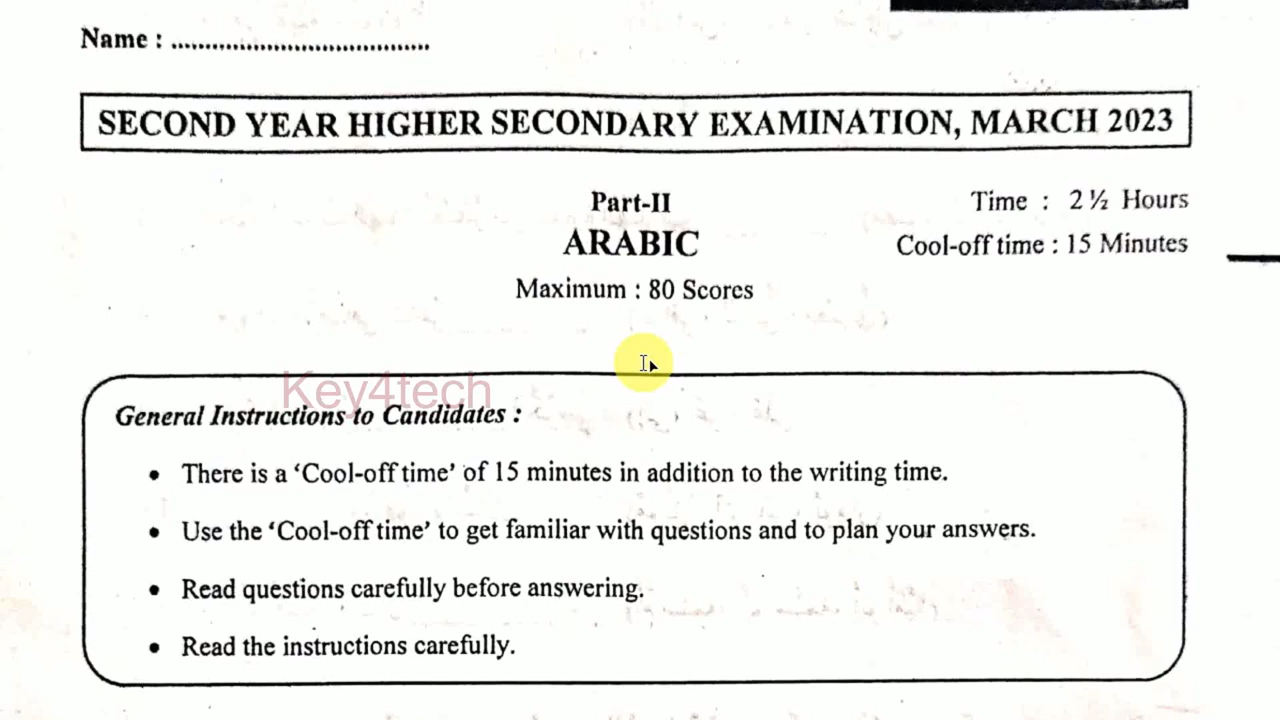 Name : .......................................
SECOND YEAR HIGHER SECONDARY EXAMINATION, MARCH 2023
Part-II
Time : 2 ½ Hours
ARABIC
Cool-off time : 15 Minutes
Maximum : 80 Scores
Key4tech
General Instructions to Candidates :
• There is a ‘Cool-off time’ of 15 minutes in addition to the writing time.
• Use the ‘Cool-off time’ to get familiar with questions and to plan your answers.
• Read questions carefully before answering.
• Read the instructions carefully.